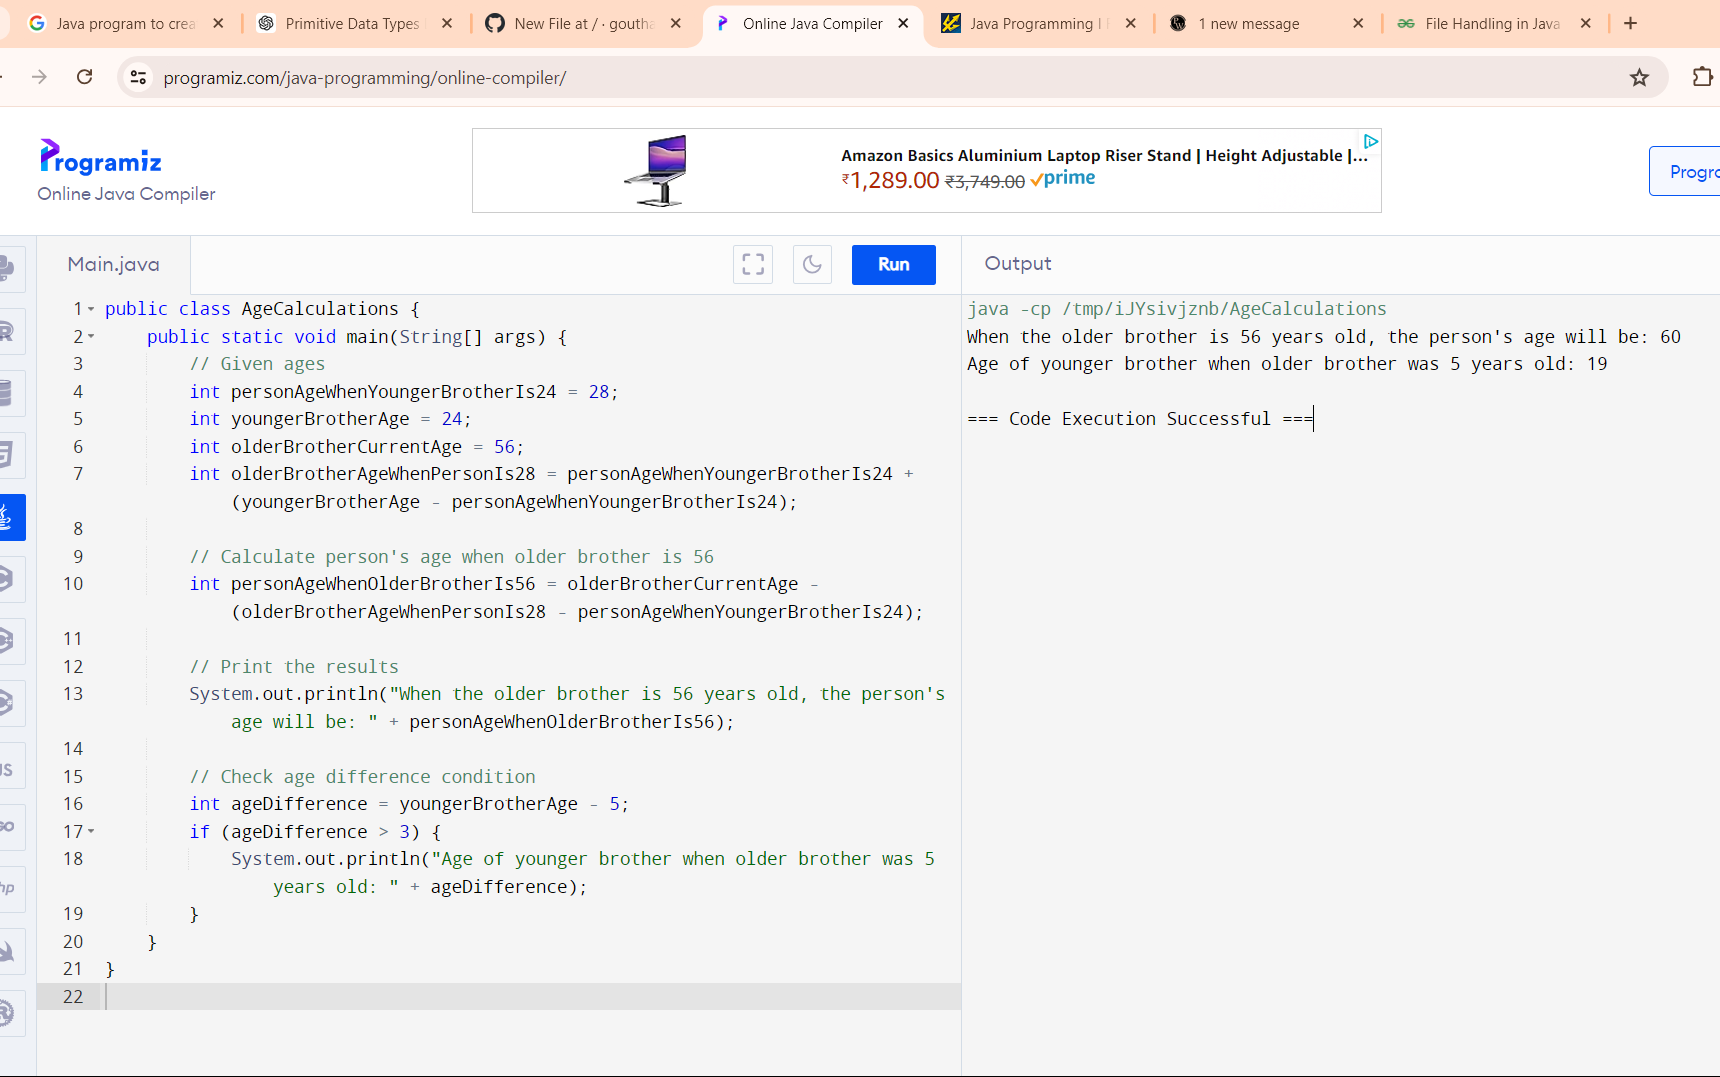 Java program to crea
Primitive Data Types
New File at / · goutha
Online Java Compiler
Java Programming | F
1 new message
File Handling in Java
programiz.com/java-programming/online-compiler/
Programiz
Online Java Compiler
Amazon Basics Aluminium Laptop Riser Stand | Height Adjustable |...
₹1,289.00 ₹3,749.00 prime
Progra
Main.java
Run
Output
1 public class AgeCalculations {
2 public static void main(String[] args) {
3 // Given ages
4 int personAgeWhenYoungerBrotherIs24 = 28;
5 int youngerBrotherAge = 24;
6 int olderBrotherCurrentAge = 56;
7 int olderBrotherAgeWhenPersonIs28 = personAgeWhenYoungerBrotherIs24 +
(youngerBrotherAge - personAgeWhenYoungerBrotherIs24);
8
9 // Calculate person's age when older brother is 56
10 int personAgeWhenOlderBrotherIs56 = olderBrotherCurrentAge -
(olderBrotherAgeWhenPersonIs28 - personAgeWhenYoungerBrotherIs24);
11
12 // Print the results
13 System.out.println("When the older brother is 56 years old, the person's
age will be: " + personAgeWhenOlderBrotherIs56);
14
15 // Check age difference condition
16 int ageDifference = youngerBrotherAge - 5;
17 if (ageDifference > 3) {
18 System.out.println("Age of younger brother when older brother was 5
years old: " + ageDifference);
19 }
20 }
21 }
22
java -cp /tmp/iJYsivjznb/AgeCalculations
When the older brother is 56 years old, the person's age will be: 60
Age of younger brother when older brother was 5 years old: 19
=== Code Execution Successful ===